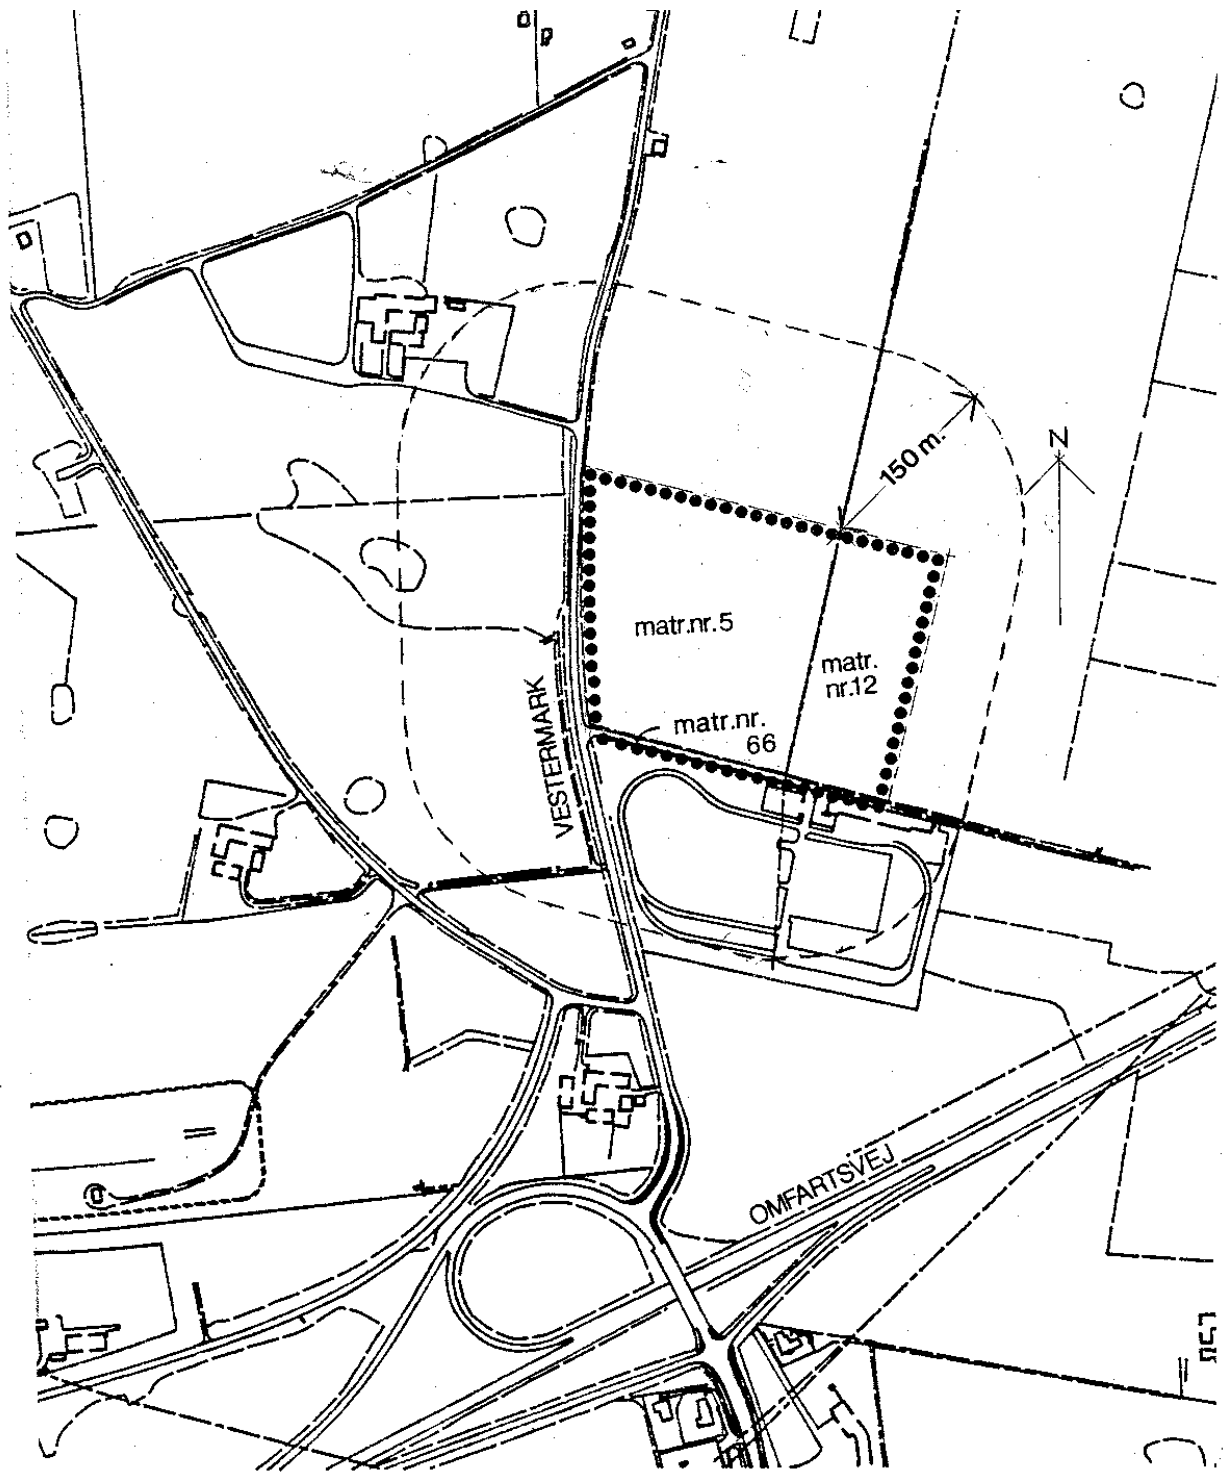 N
150 m.
matr.nr. 5
matr.
nr.12
matr.nr.
66
VESTERMARK
OMFARTSVEJ